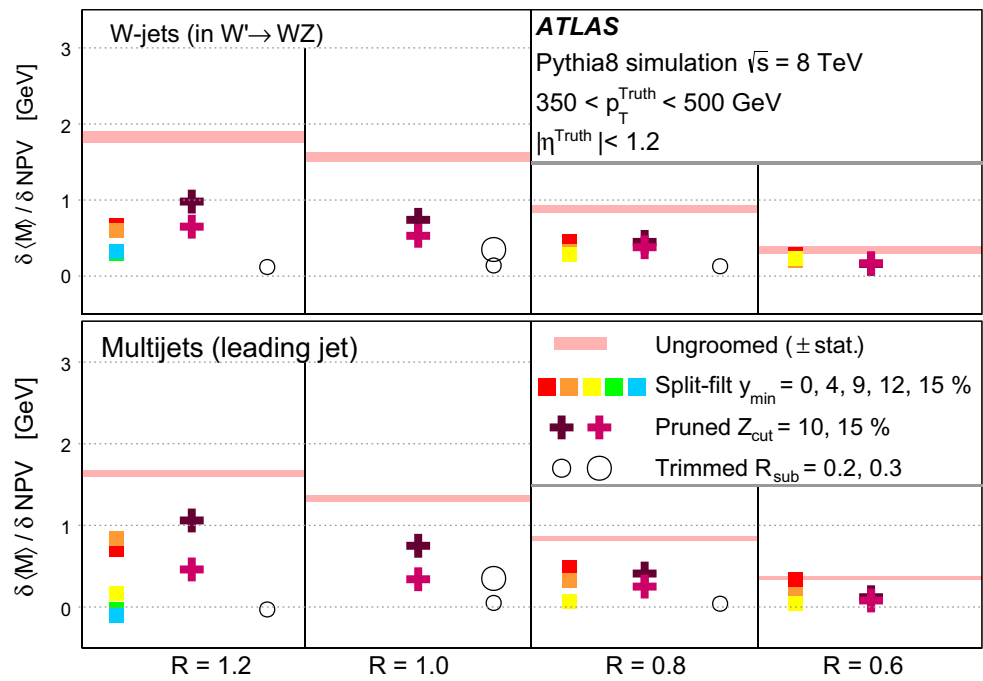 W-jets (in W'→ WZ)
ATLAS
Pythia8 simulation √s = 8 TeV
350 < p_T^Truth < 500 GeV
|η^Truth |< 1.2
δ ⟨M⟩ / δ NPV [GeV]
3
2
1
0
Multijets (leading jet)
Ungroomed (± stat.)
Split-filt y_min = 0, 4, 9, 12, 15 %
Pruned Z_cut = 10, 15 %
Trimmed R_sub = 0.2, 0.3
δ ⟨M⟩ / δ NPV [GeV]
3
2
1
0
R = 1.2 R = 1.0 R = 0.8 R = 0.6